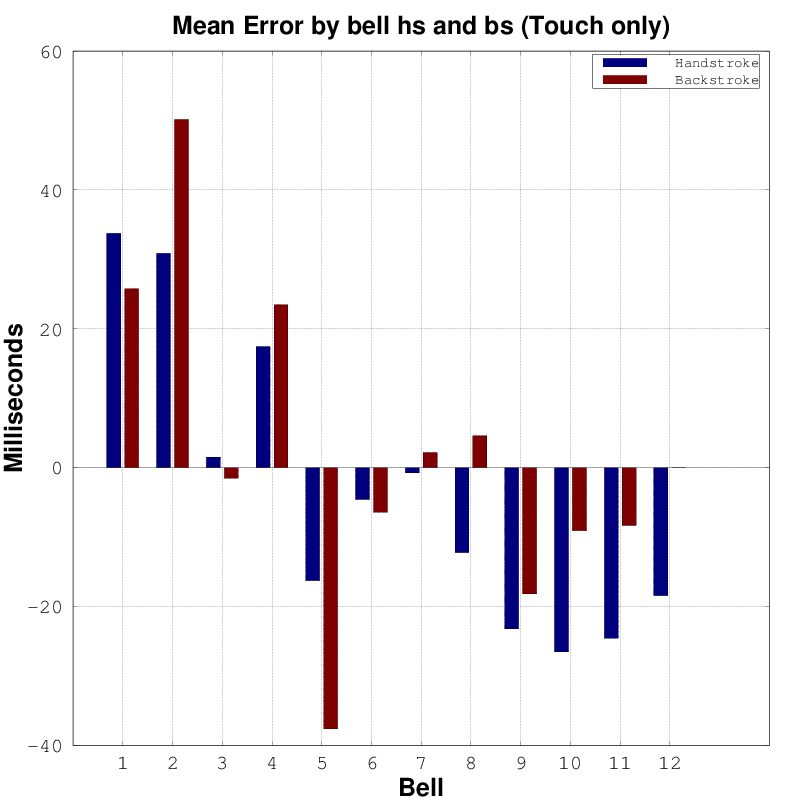 Mean Error by bell hs and bs (Touch only)
Handstroke
Backstroke
60
40
20
0
-20
-40
Milliseconds
1 2 3 4 5 6 7 8 9 10 11 12
Bell